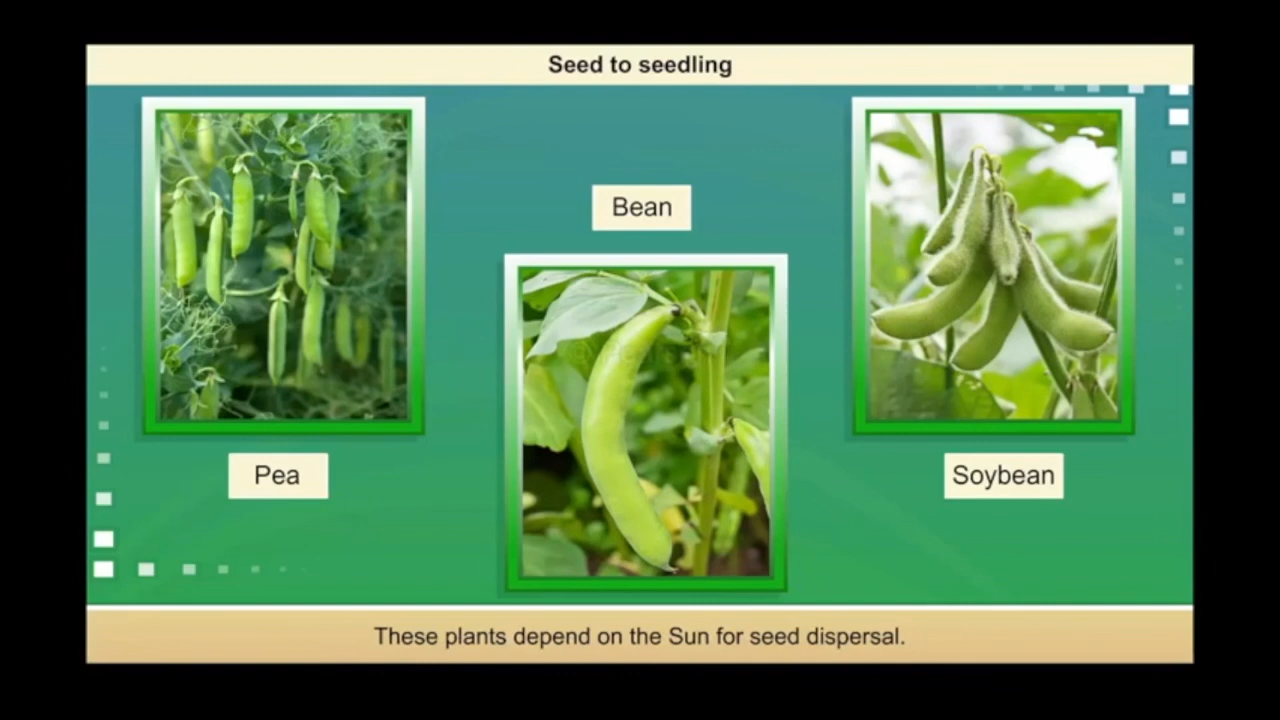 Seed to seedling
Bean
Pea
Soybean
These plants depend on the Sun for seed dispersal.